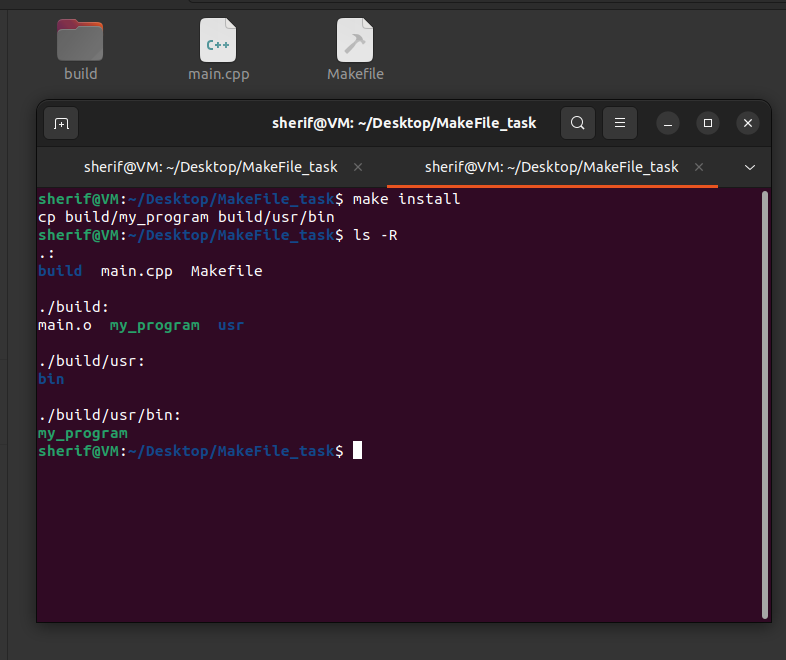 build
main.cpp
Makefile
C++
sherif@VM: ~/Desktop/MakeFile_task
sherif@VM: ~/Desktop/MakeFile_task
sherif@VM: ~/Desktop/MakeFile_task
sherif@VM:~/Desktop/MakeFile_task$ make install
cp build/my_program build/usr/bin
sherif@VM:~/Desktop/MakeFile_task$ ls -R
.:
build  main.cpp  Makefile
./build:
main.o  my_program  usr
./build/usr:
bin
./build/usr/bin:
my_program
sherif@VM:~/Desktop/MakeFile_task$